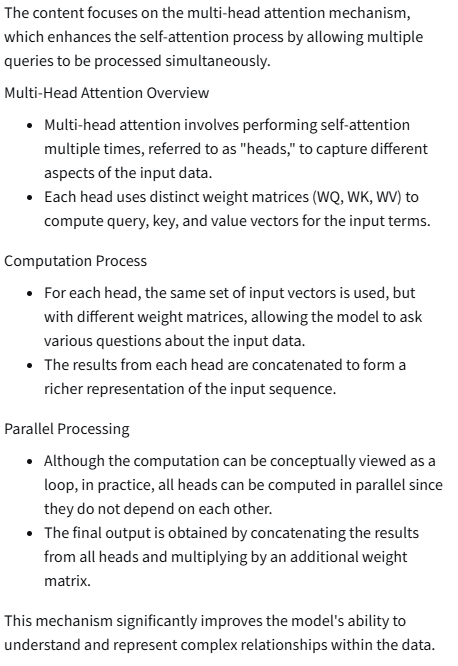 The content focuses on the multi-head attention mechanism,
which enhances the self-attention process by allowing multiple
queries to be processed simultaneously.
Multi-Head Attention Overview
• Multi-head attention involves performing self-attention
multiple times, referred to as "heads," to capture different
aspects of the input data.
• Each head uses distinct weight matrices (WQ, WK, WV) to
compute query, key, and value vectors for the input terms.
Computation Process
• For each head, the same set of input vectors is used, but
with different weight matrices, allowing the model to ask
various questions about the input data.
• The results from each head are concatenated to form a
richer representation of the input sequence.
Parallel Processing
• Although the computation can be conceptually viewed as a
loop, in practice, all heads can be computed in parallel since
they do not depend on each other.
• The final output is obtained by concatenating the results
from all heads and multiplying by an additional weight
matrix.
This mechanism significantly improves the model's ability to
understand and represent complex relationships within the data.